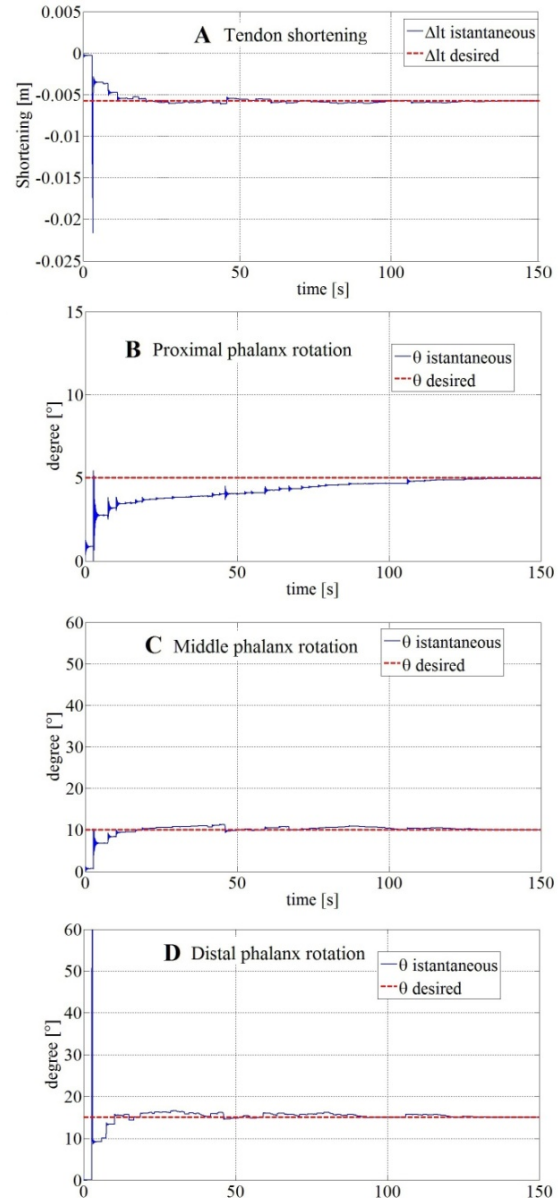 A Tendon shortening
Δlt istantaneous
Δlt desired
Shortening [m]
0
-0.005
-0.01
-0.015
-0.02
-0.025
0 50 100 150
time [s]
B Proximal phalanx rotation
θ istantaneous
θ desired
degree [°]
15
10
5
0
0 50 100 150
C Middle phalanx rotation
θ istantaneous
θ desired
degree [°]
60
50
40
30
20
10
0
0 50 100 150
time [s]
D Distal phalanx rotation
θ istantaneous
θ desired
degree [°]
60
50
40
30
20
10
0
0 50 100 150